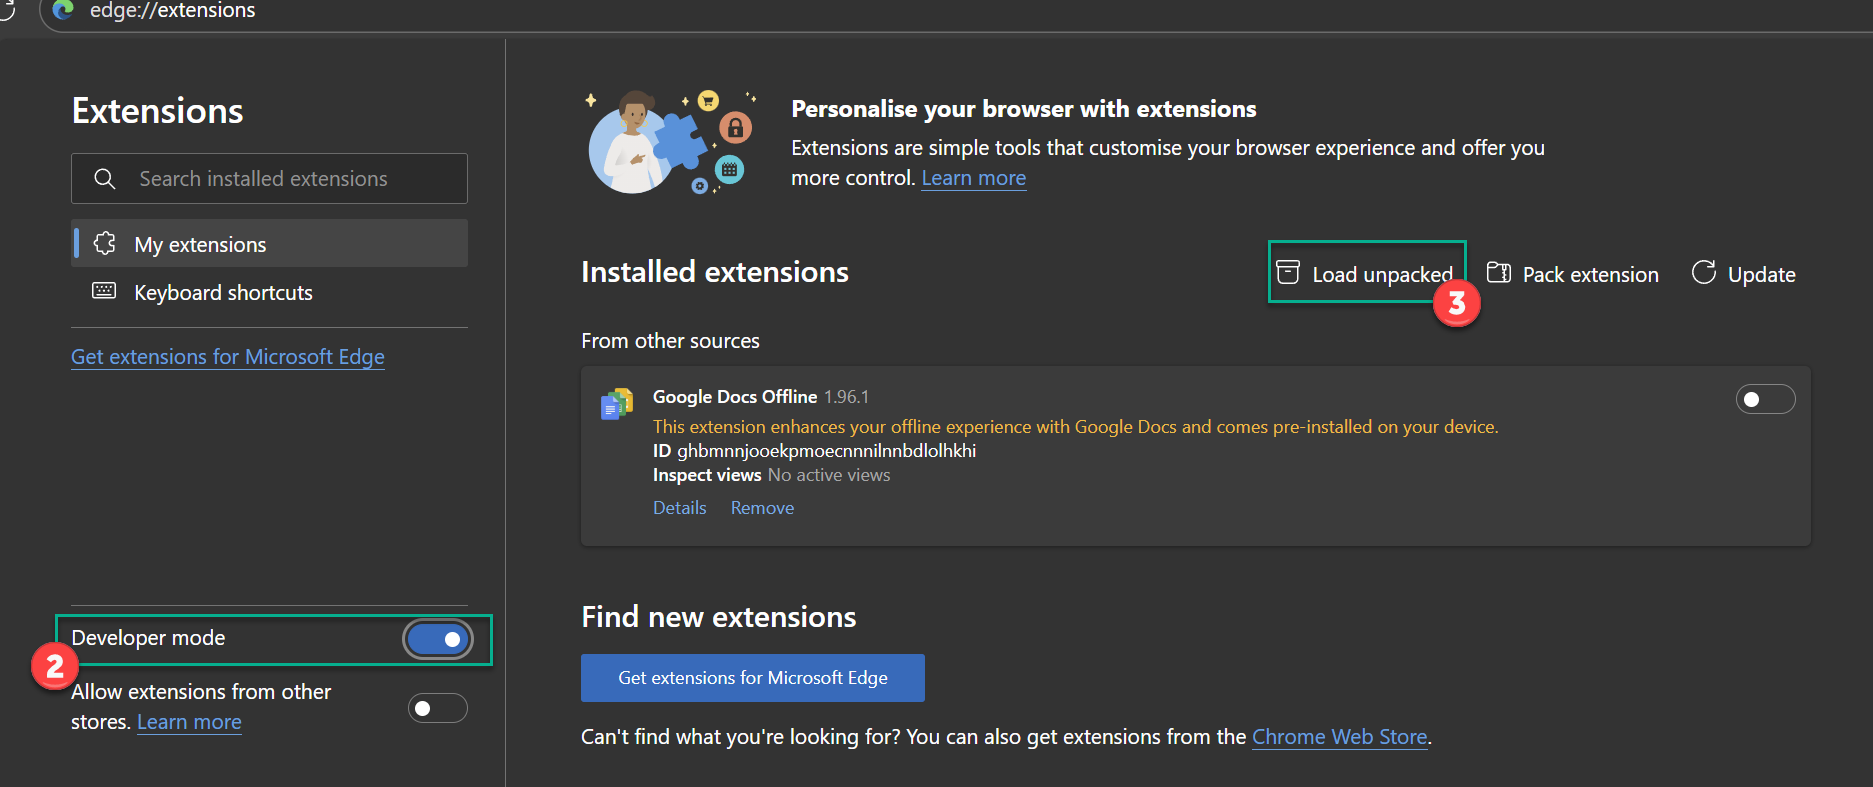 edge://extensions
Extensions
Search installed extensions
My extensions
Keyboard shortcuts
Get extensions for Microsoft Edge
Developer mode
2
Allow extensions from other
stores. Learn more
Personalise your browser with extensions
Extensions are simple tools that customise your browser experience and offer you
more control. Learn more
Installed extensions
Load unpacked
3
Pack extension
Update
From other sources
Google Docs Offline 1.96.1
This extension enhances your offline experience with Google Docs and comes pre-installed on your device.
ID ghbmnnjooekpmoecnnnilnnbdlolhkhi
Inspect views No active views
Details Remove
Find new extensions
Get extensions for Microsoft Edge
Can't find what you're looking for? You can also get extensions from the Chrome Web Store.